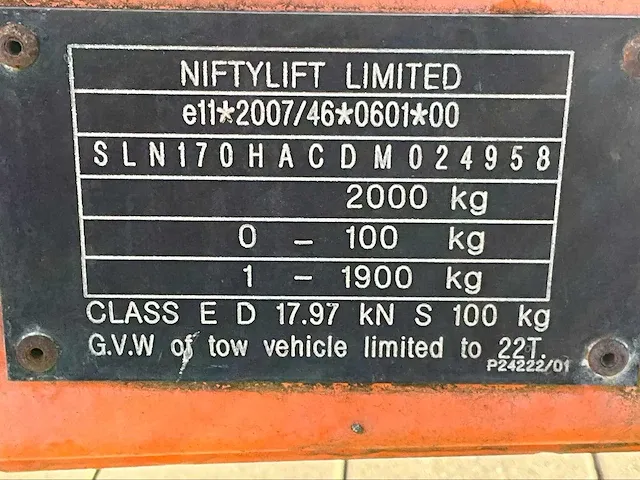 NIFTYLIFT LIMITED
e11*2007/46*0601*00
SLN170HACDM024958
2000 kg
0 – 100 kg
1 – 1900 kg
CLASS E D 17.97 kN S 100 kg
G.V.W of tow vehicle limited to 22T.
P24222/01